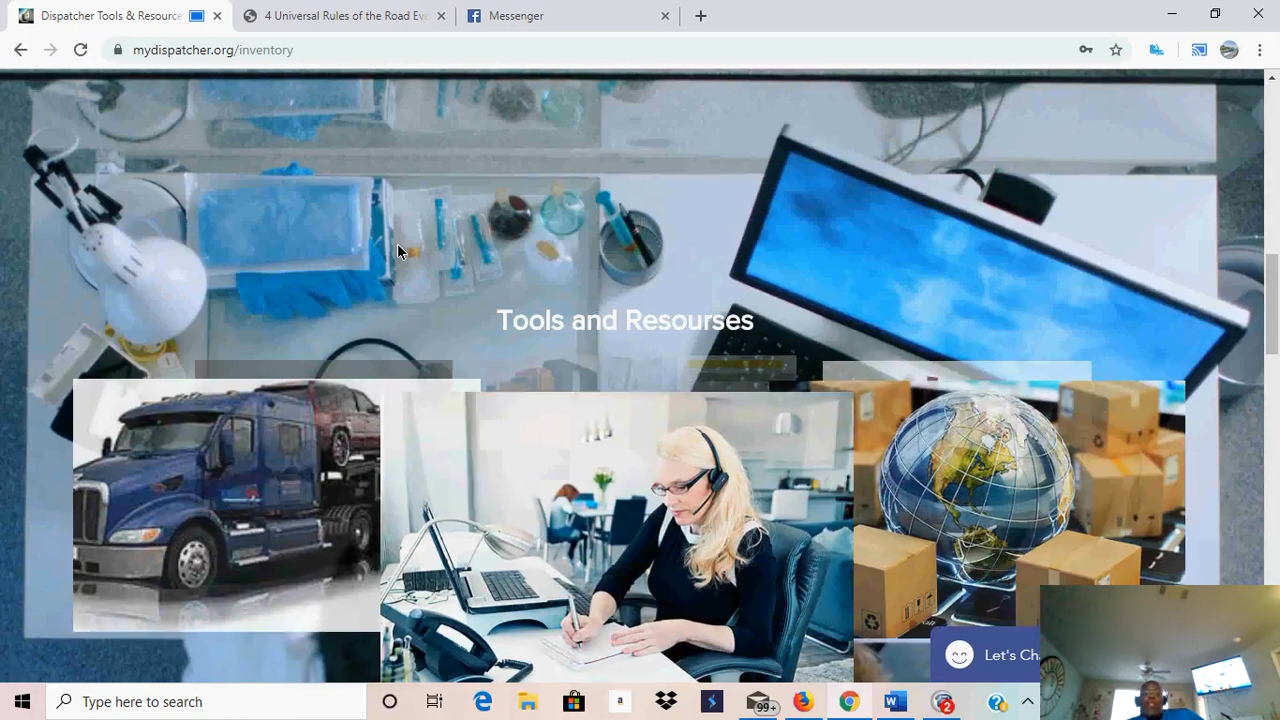 Dispatcher Tools & Resource
4 Universal Rules of the Road Eve
Messenger
mydispatcher.org/inventory
Tools and Resourses
Let's Ch
Type here to search
a
99+
2